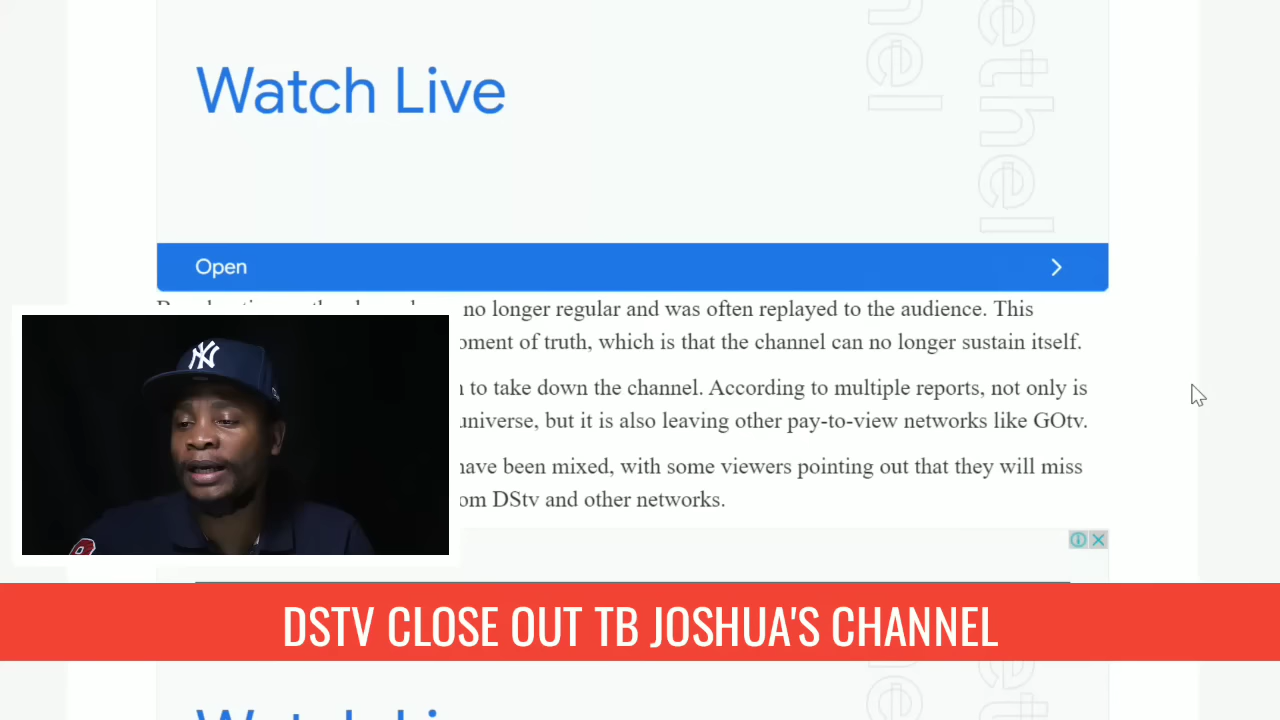 Watch Live
ethel
hel
Open
no longer regular and was often replayed to the audience. This
oment of truth, which is that the channel can no longer sustain itself.
to take down the channel. According to multiple reports, not only is
universe, but it is also leaving other pay-to-view networks like GOtv.
have been mixed, with some viewers pointing out that they will miss
om DStv and other networks.
NY
DSTV CLOSE OUT TB JOSHUA'S CHANNEL